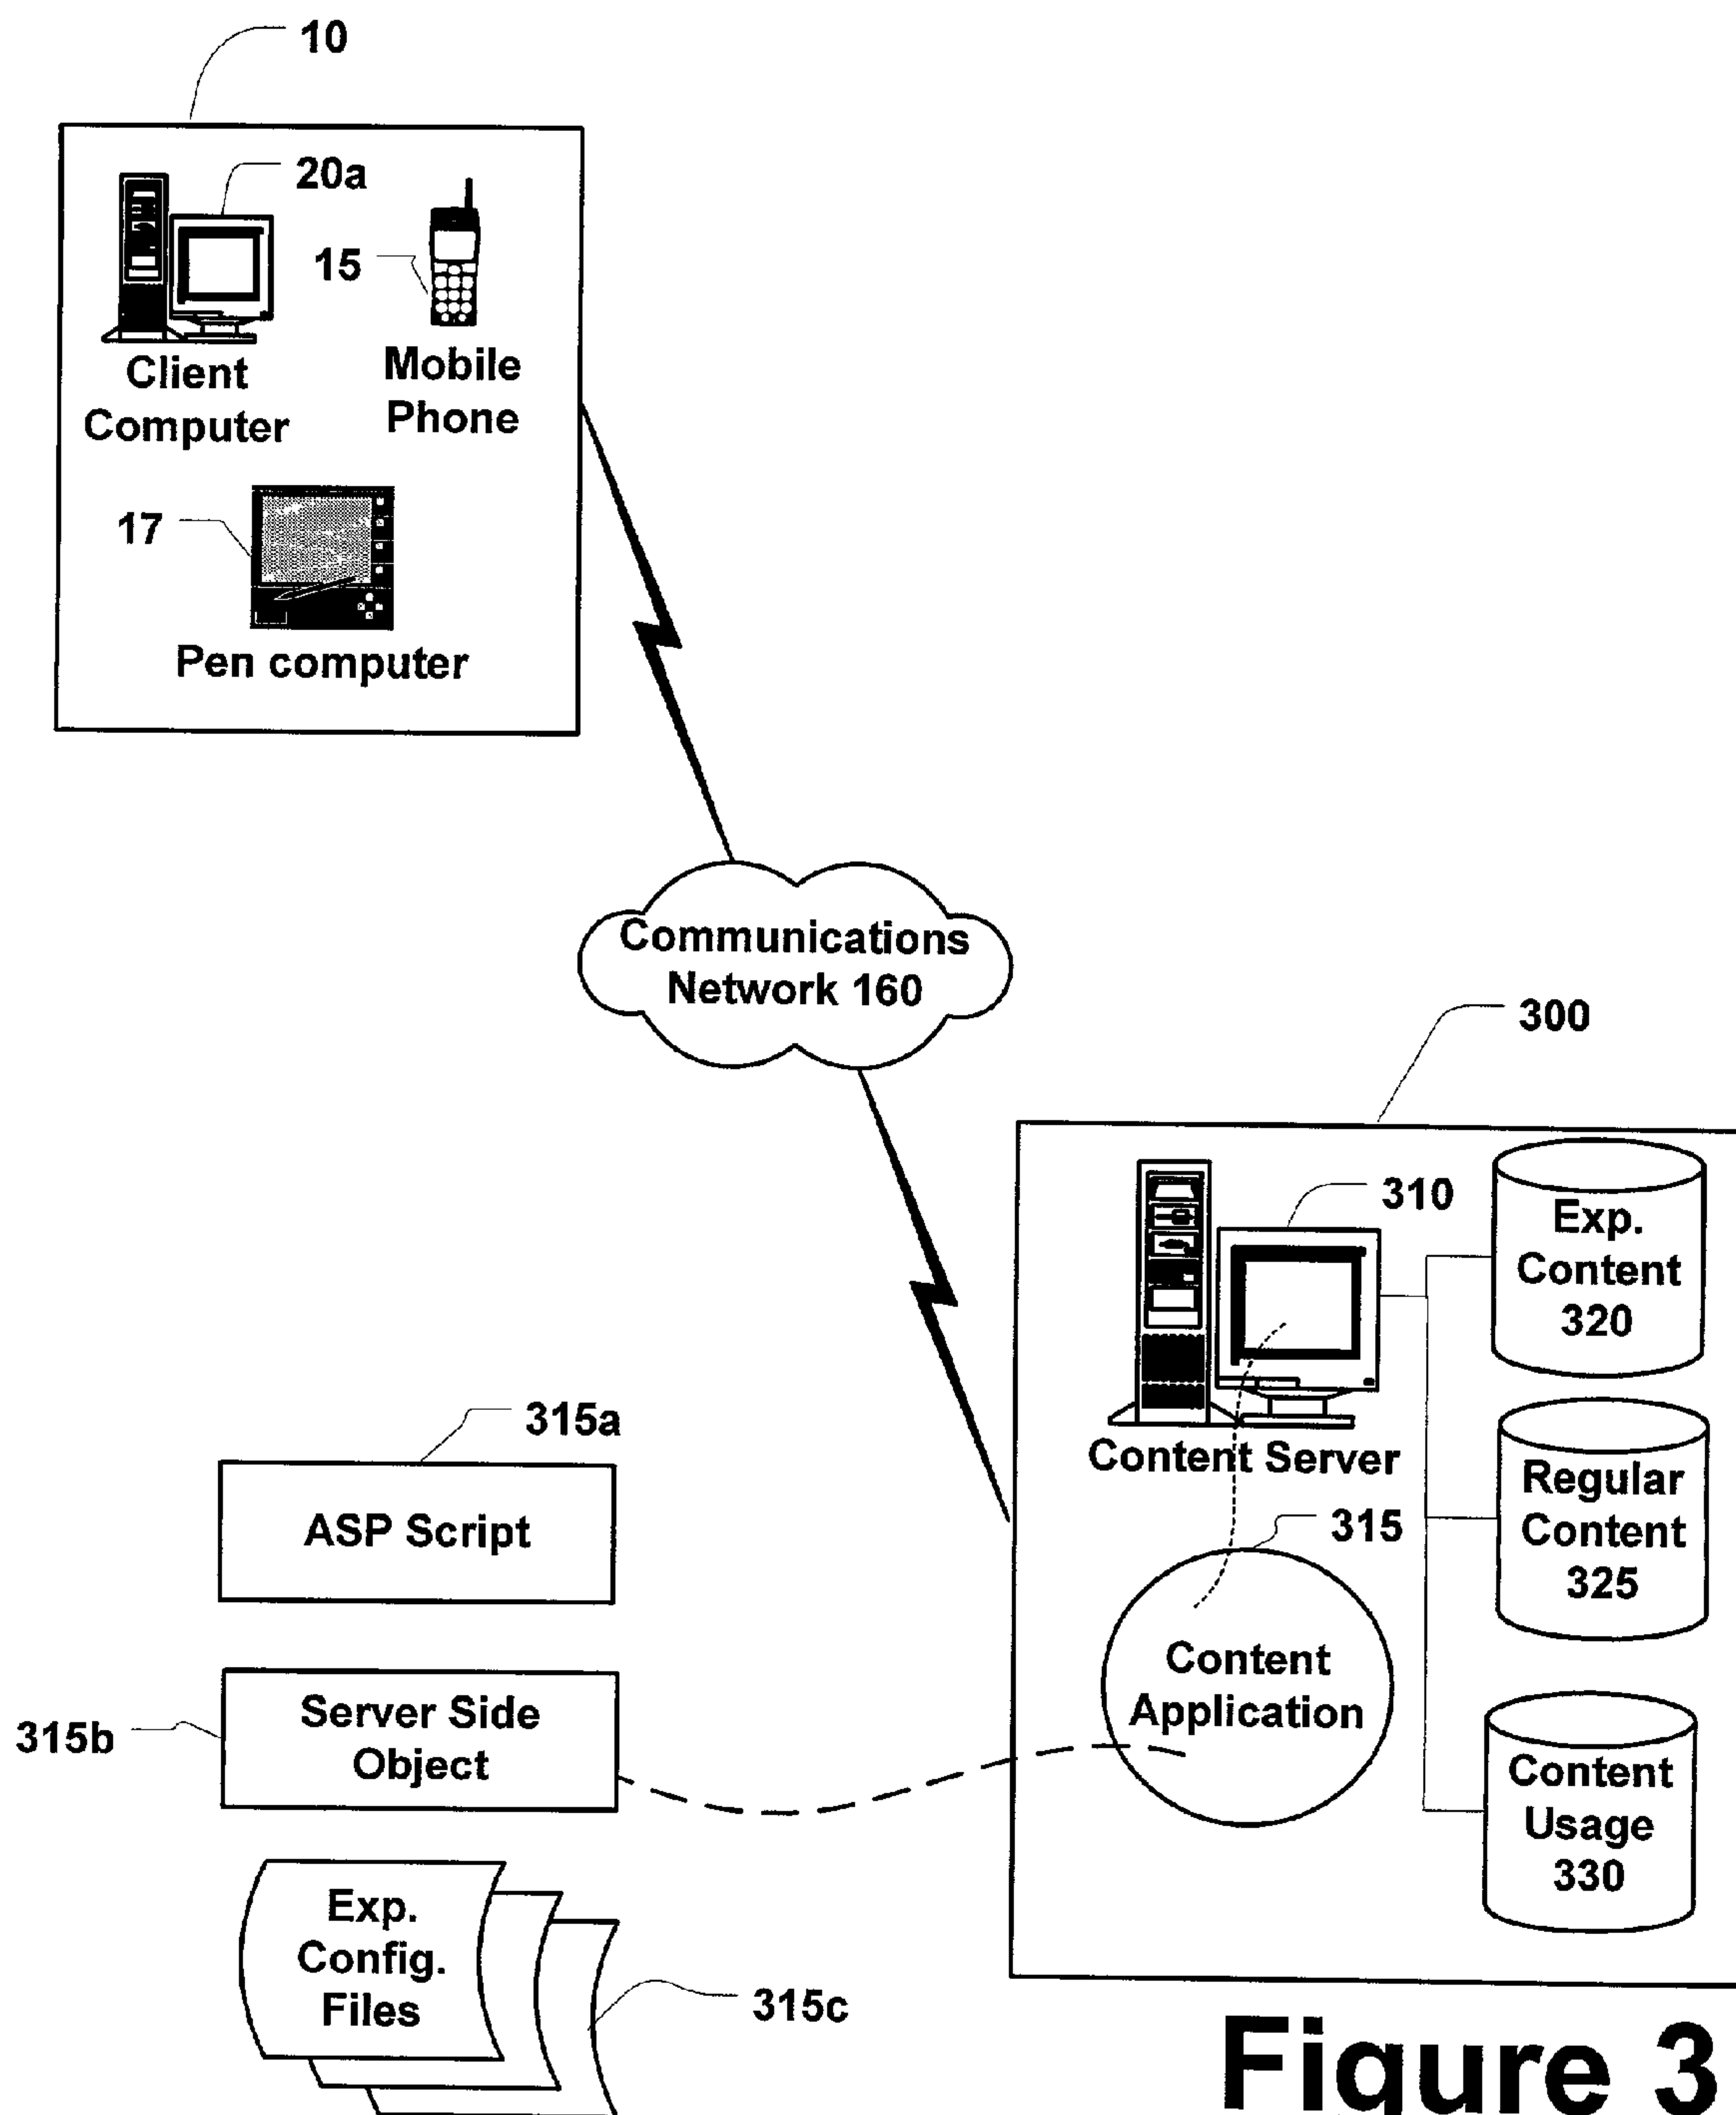 10
20a
15
Client
Computer
Mobile
Phone
17
Pen computer
Communications
Network 160
300
310
Exp.
Content
320
Content Server
Regular
Content
325
315
Content
Application
Content
Usage
330
315a
ASP Script
315b
Server Side
Object
Exp.
Config.
Files
315c
Figure 3